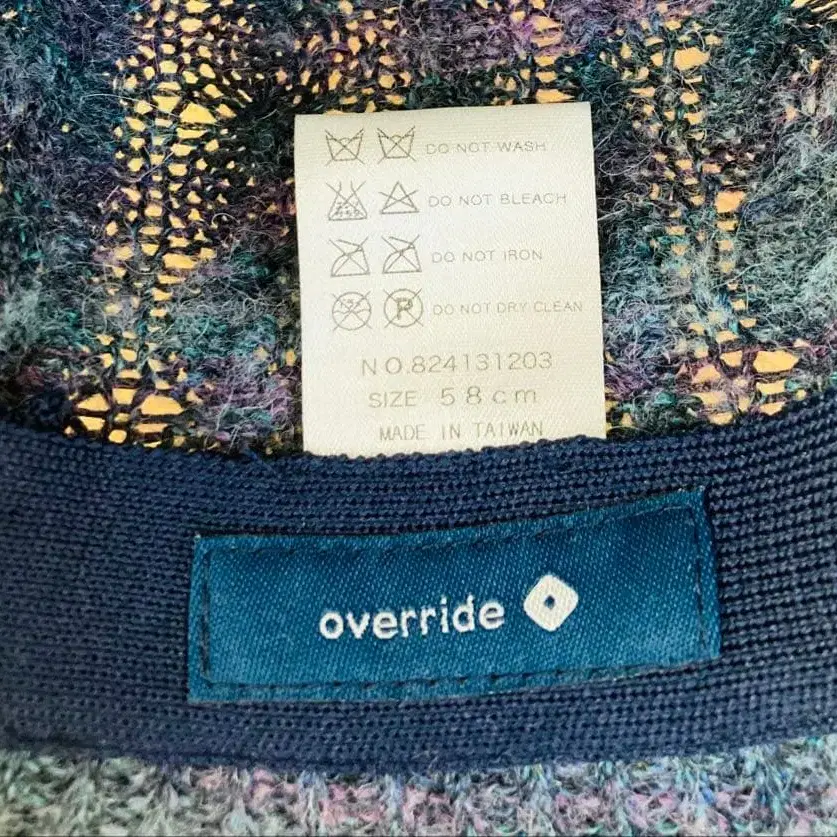 DO NOT WASH
DO NOT BLEACH
DO NOT IRON
P DO NOT DRY CLEAN
NO.824131203
SIZE 58cm
MADE IN TAIWAN
override